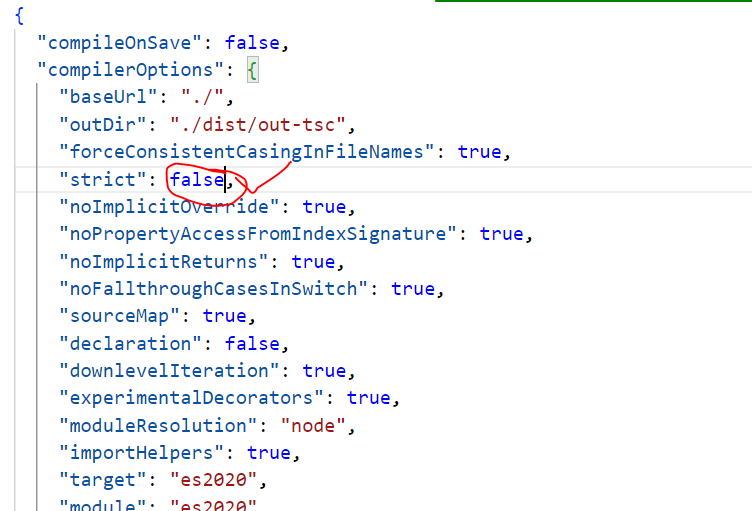 {
"compileOnSave": false,
"compilerOptions": {
"baseUrl": "./",
"outDir": "./dist/out-tsc",
"forceConsistentCasingInFileNames": true,
"strict": false,
"noImplicitOverride": true,
"noPropertyAccessFromIndexSignature": true,
"noImplicitReturns": true,
"noFallthroughCasesInSwitch": true,
"sourceMap": true,
"declaration": false,
"downlevelIteration": true,
"experimentalDecorators": true,
"moduleResolution": "node",
"importHelpers": true,
"target": "es2020",
"module": "es2020"